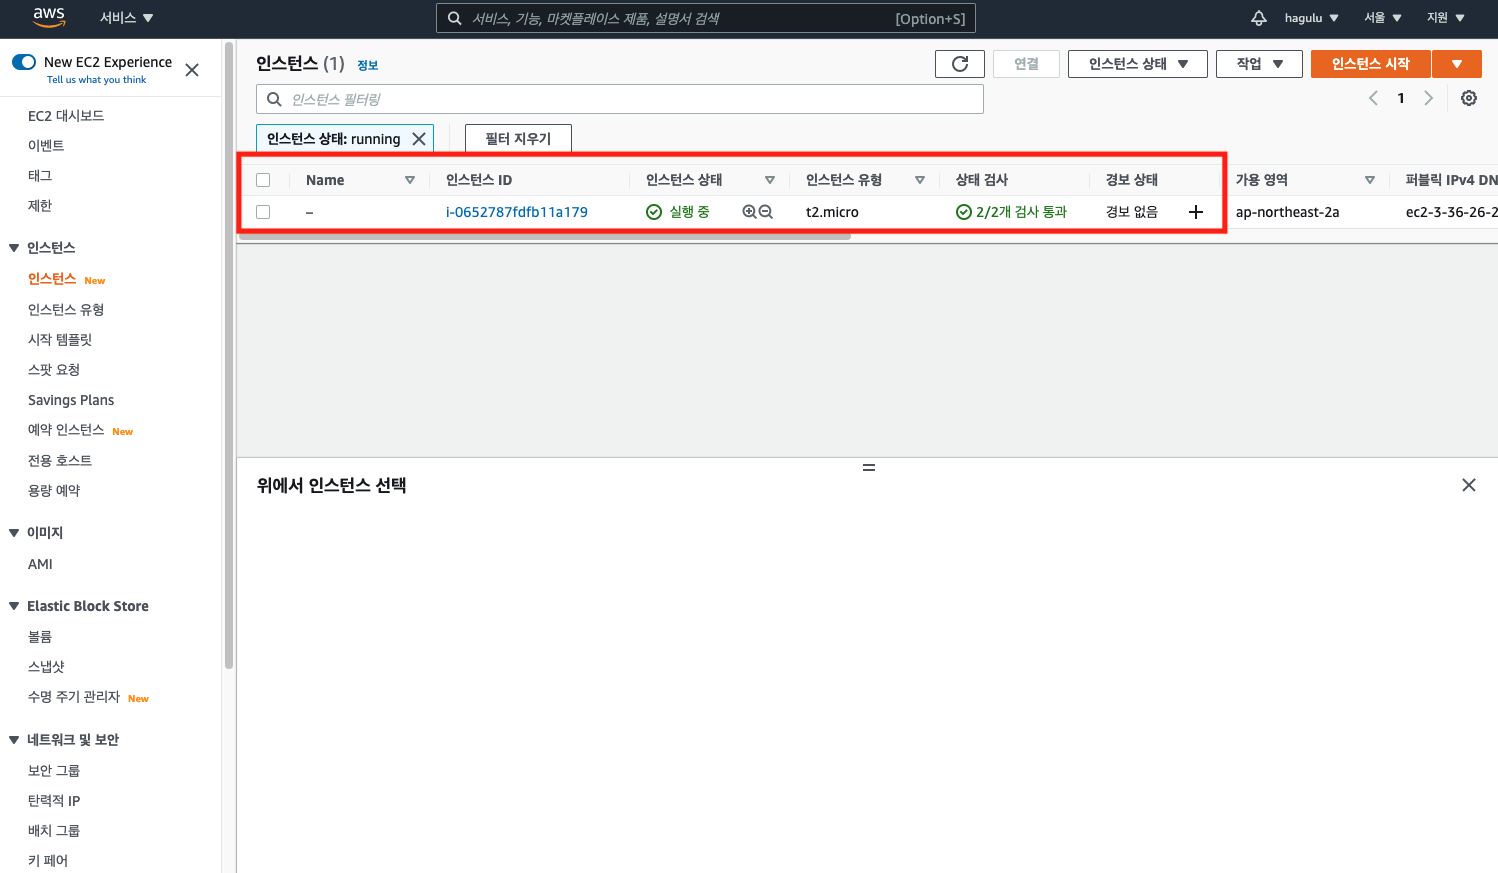 aws 서비스 서비스, 기능, 마켓플레이스 제품, 설명서 검색 [Option+S] hagulu 서울 지원
New EC2 Experience
Tell us what you think
EC2 대시보드
이벤트
태그
제한
인스턴스
인스턴스 New
인스턴스 유형
시작 템플릿
스팟 요청
Savings Plans
예약 인스턴스 New
전용 호스트
용량 예약
이미지
AMI
Elastic Block Store
볼륨
스냅샷
수명 주기 관리자 New
네트워크 및 보안
보안 그룹
탄력적 IP
배치 그룹
키 페어
인스턴스 (1) 정보 연결 인스턴스 상태 작업 인스턴스 시작
인스턴스 필터링 1
인스턴스 상태: running 필터 지우기
Name 인스턴스 ID 인스턴스 상태 인스턴스 유형 상태 검사 경보 상태 가용 영역 퍼블릭 IPv4 DN
– i-0652787fdfb11a179 실행 중 t2.micro 2/2개 검사 통과 경보 없음 ap-northeast-2a ec2-3-36-26-2
위에서 인스턴스 선택